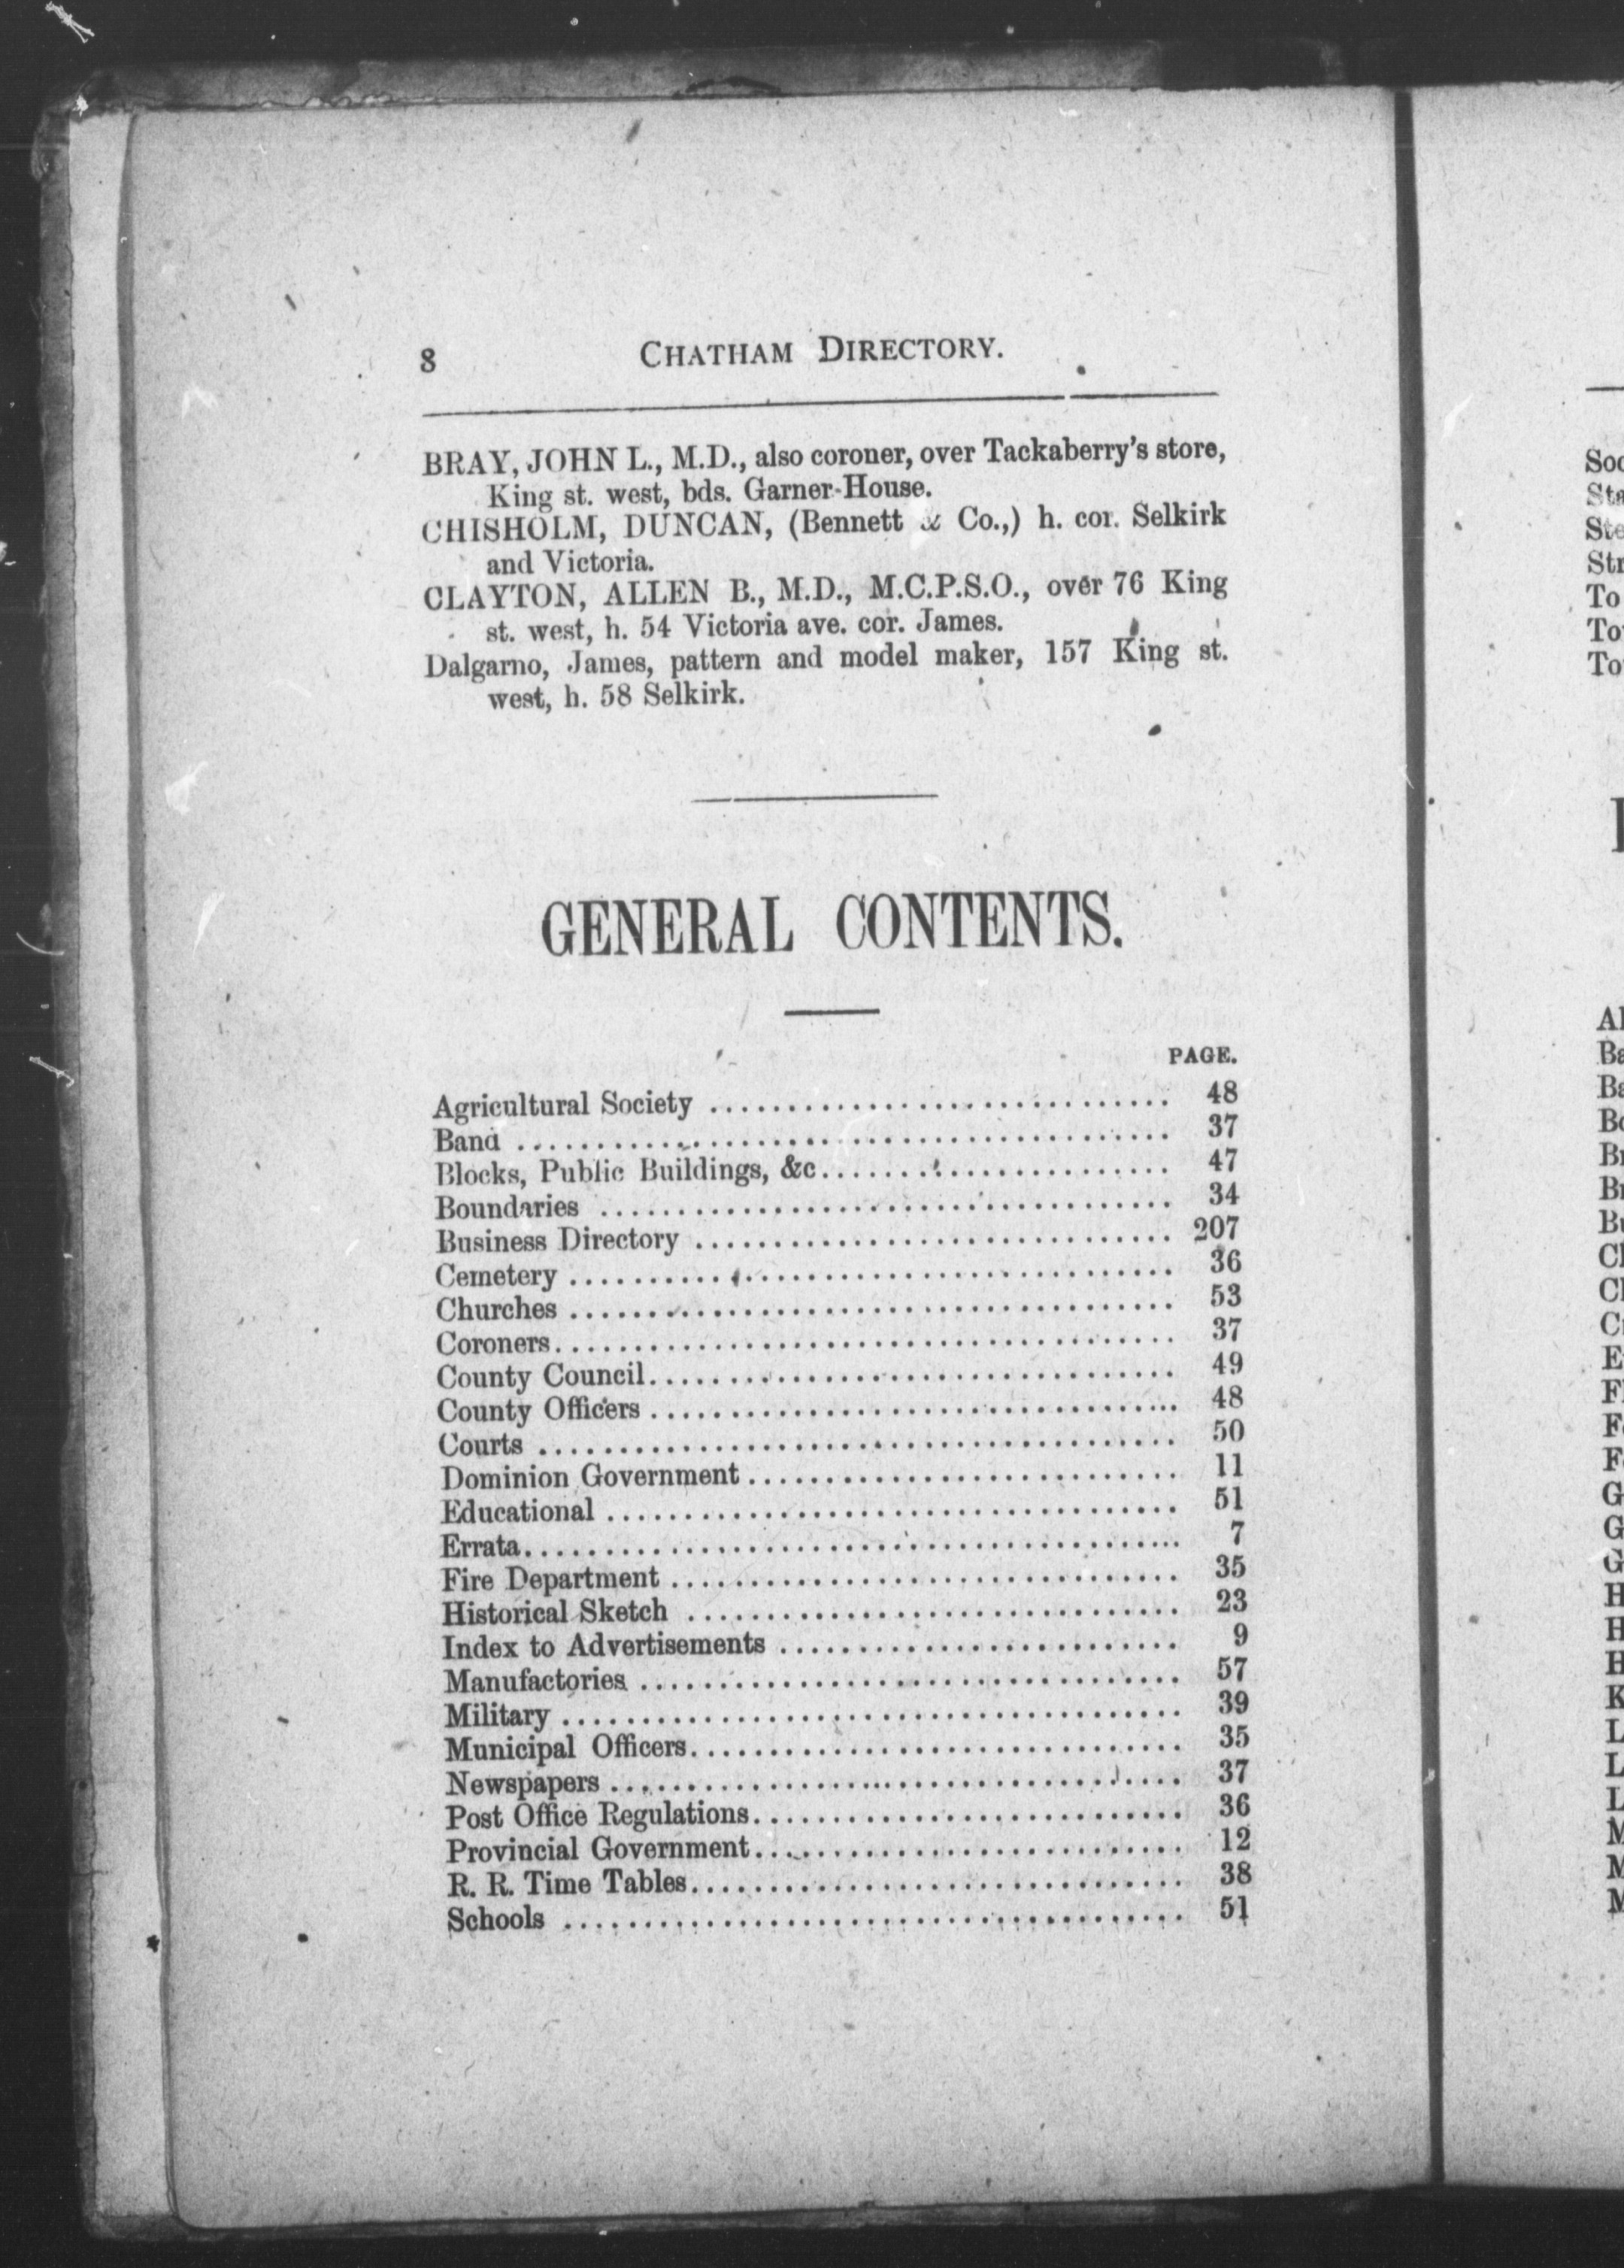 8 CHATHAM DIRECTORY.
BRAY, JOHN L., M.D., also coroner, over Tackaberry's store,
King st. west, bds. Garner House.
CHISHOLM, DUNCAN, (Bennett & Co.,) h. cor. Selkirk
and Victoria.
CLAYTON, ALLEN B., M.D., M.C.P.S.O., over 76 King
st. west, h. 54 Victoria ave. cor. James.
Dalgarno, James, pattern and model maker, 157 King st.
west, h. 58 Selkirk.
GENERAL CONTENTS.
PAGE.
Agricultural Society .............................. 48
Band .............................. 37
Blocks, Public Buildings, &c.............................. 47
Boundaries .............................. 34
Business Directory .............................. 207
Cemetery .............................. 36
Churches .............................. 53
Coroners.............................. 37
County Council.............................. 49
County Officers .............................. 48
Courts .............................. 50
Dominion Government .............................. 11
Educational .............................. 51
Errata.............................. 7
Fire Department .............................. 35
Historical Sketch .............................. 23
Index to Advertisements .............................. 9
Manufactories .............................. 57
Military .............................. 39
Municipal Officers.............................. 35
Newspapers .............................. 37
Post Office Regulations.............................. 36
Provincial Government.............................. 12
R. R. Time Tables.............................. 38
Schools .............................. 51